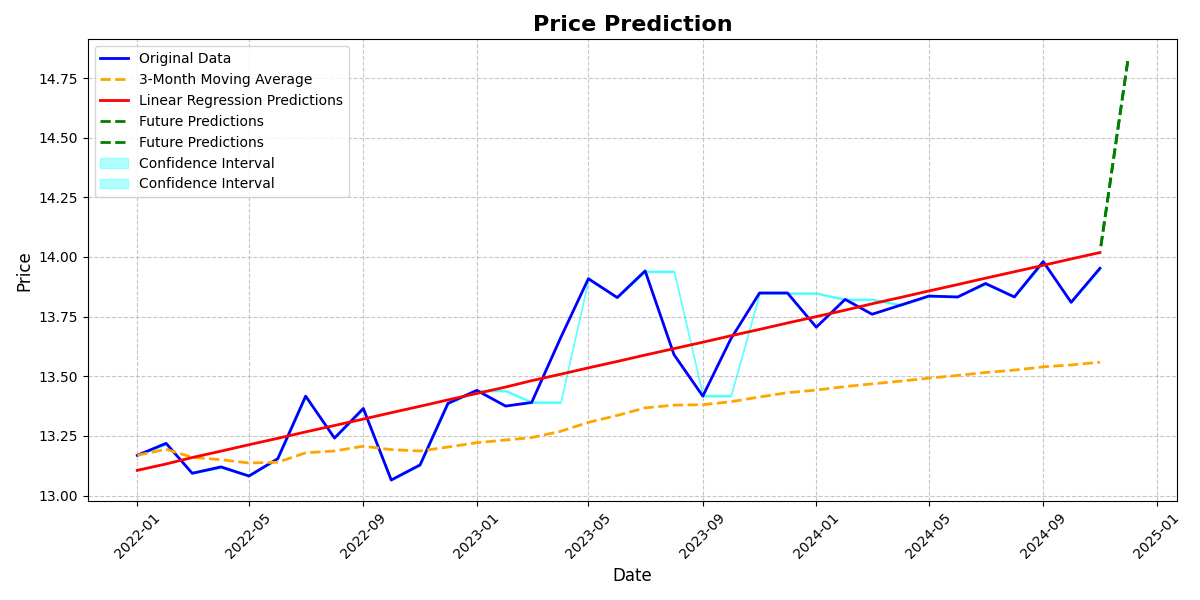 Price Prediction
Original Data
3-Month Moving Average
Linear Regression Predictions
Future Predictions
Future Predictions
Confidence Interval
Confidence Interval
14.75
14.50
14.25
14.00
13.75
13.50
13.25
13.00
Price
2022-01
2022-05
2022-09
2023-01
2023-05
2023-09
2024-01
2024-05
2024-09
2025-01
Date